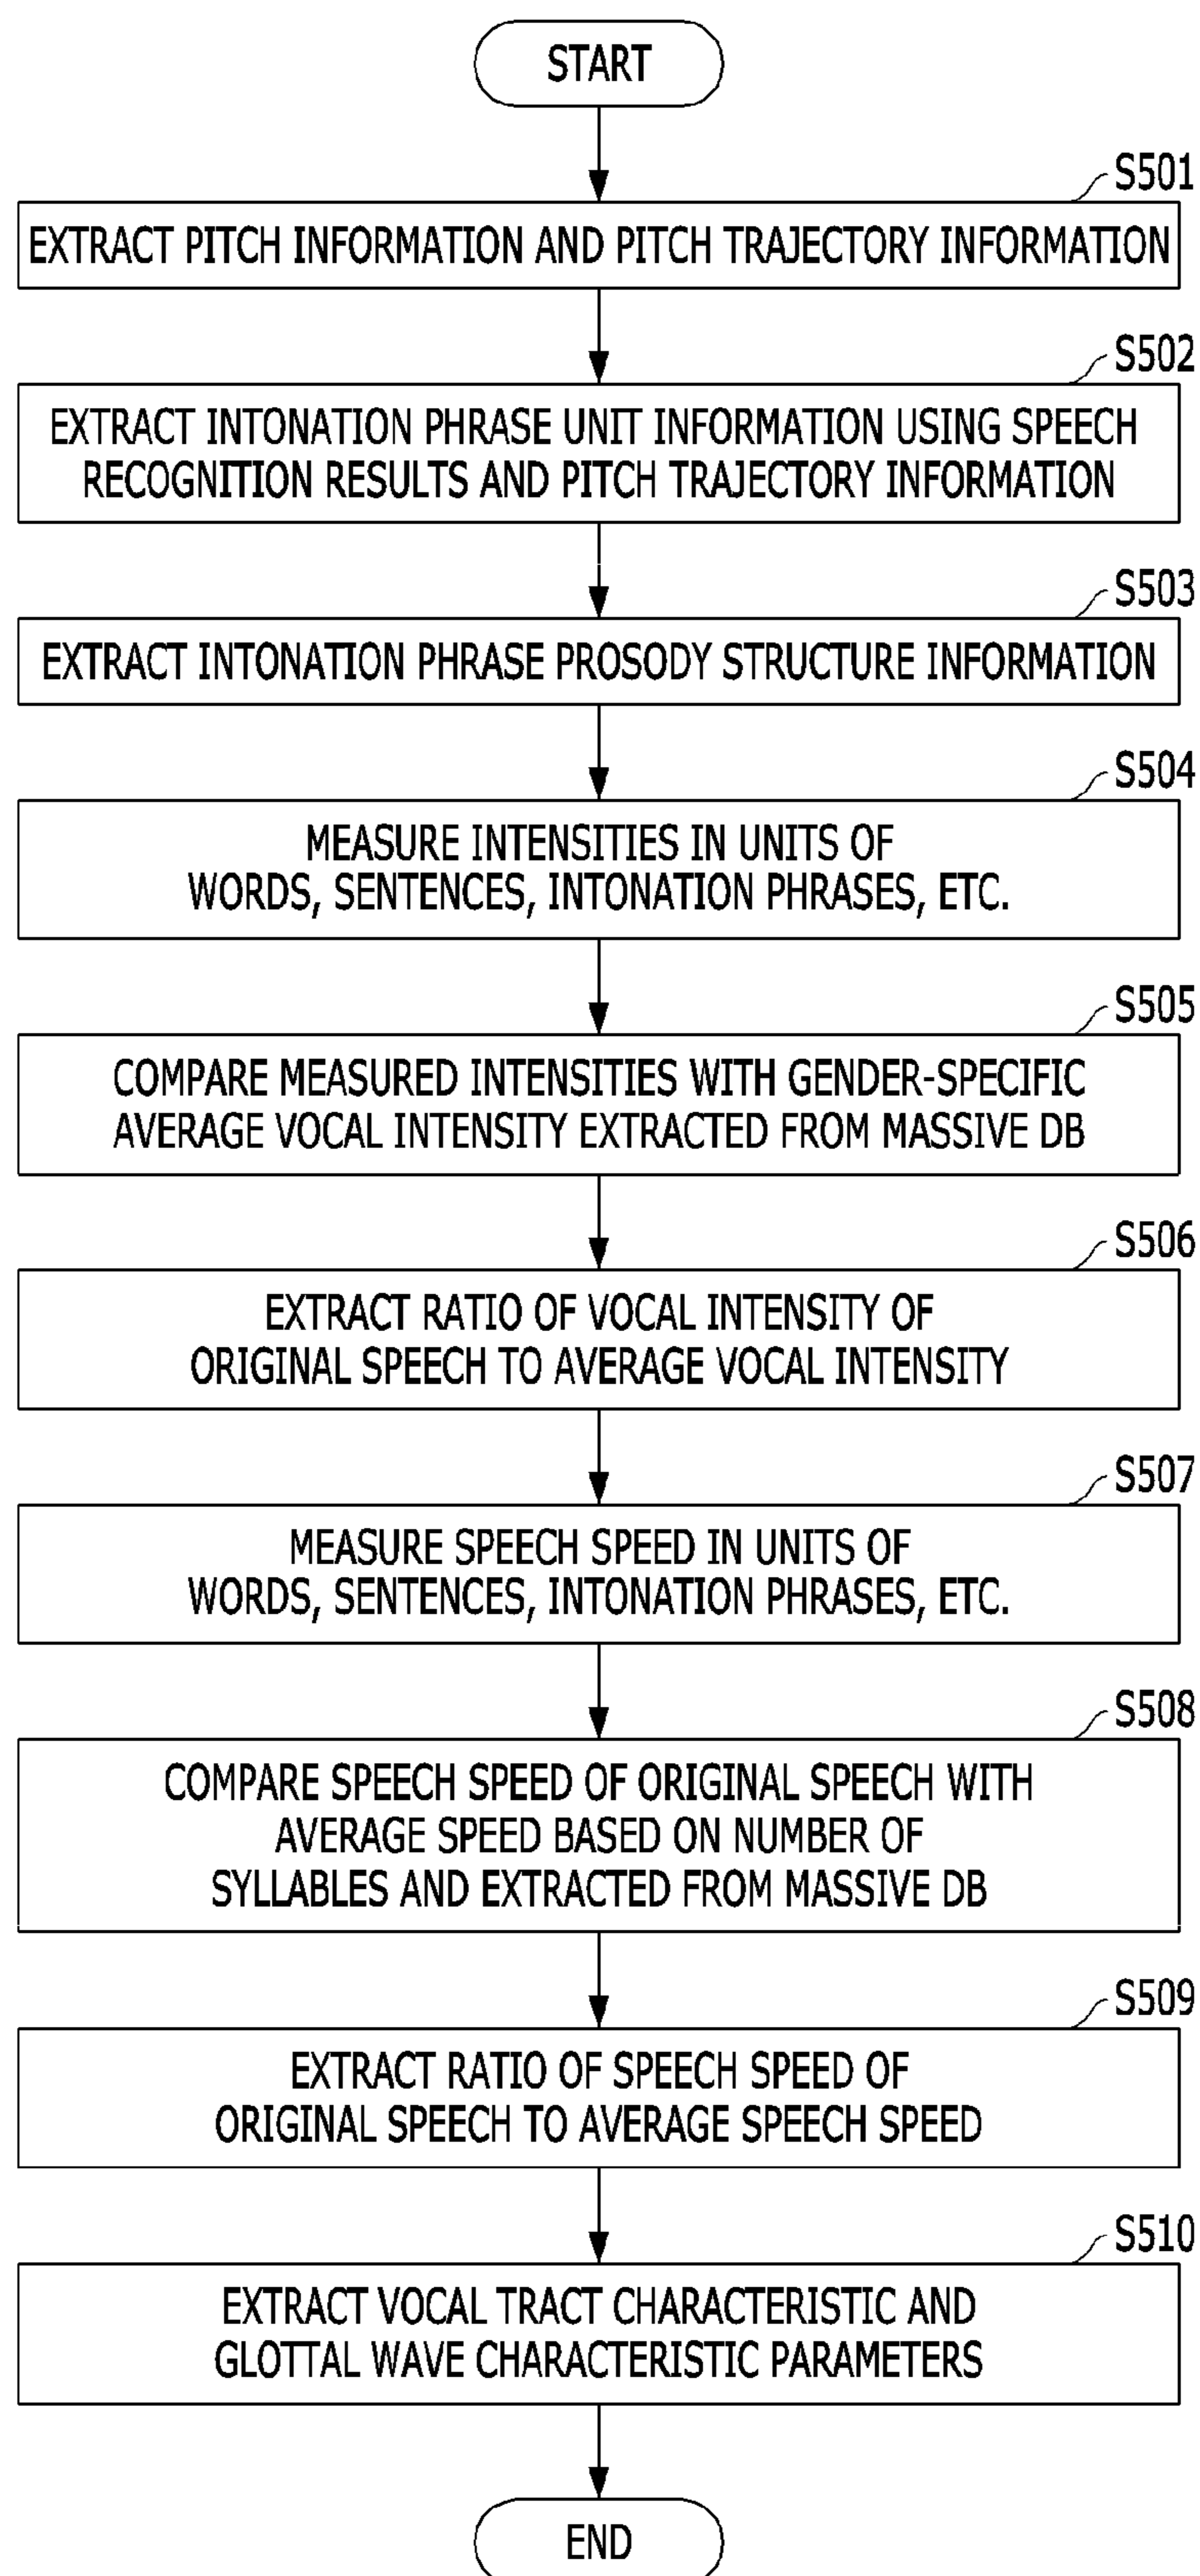 START
S501
EXTRACT PITCH INFORMATION AND PITCH TRAJECTORY INFORMATION
S502
EXTRACT INTONATION PHRASE UNIT INFORMATION USING SPEECH
RECOGNITION RESULTS AND PITCH TRAJECTORY INFORMATION
S503
EXTRACT INTONATION PHRASE PROSODY STRUCTURE INFORMATION
S504
MEASURE INTENSITIES IN UNITS OF
WORDS, SENTENCES, INTONATION PHRASES, ETC.
S505
COMPARE MEASURED INTENSITIES WITH GENDER-SPECIFIC
AVERAGE VOCAL INTENSITY EXTRACTED FROM MASSIVE DB
S506
EXTRACT RATIO OF VOCAL INTENSITY OF
ORIGINAL SPEECH TO AVERAGE VOCAL INTENSITY
S507
MEASURE SPEECH SPEED IN UNITS OF
WORDS, SENTENCES, INTONATION PHRASES, ETC.
S508
COMPARE SPEECH SPEED OF ORIGINAL SPEECH WITH
AVERAGE SPEED BASED ON NUMBER OF
SYLLABLES AND EXTRACTED FROM MASSIVE DB
S509
EXTRACT RATIO OF SPEECH SPEED OF
ORIGINAL SPEECH TO AVERAGE SPEECH SPEED
S510
EXTRACT VOCAL TRACT CHARACTERISTIC AND
GLOTTAL WAVE CHARACTERISTIC PARAMETERS
END